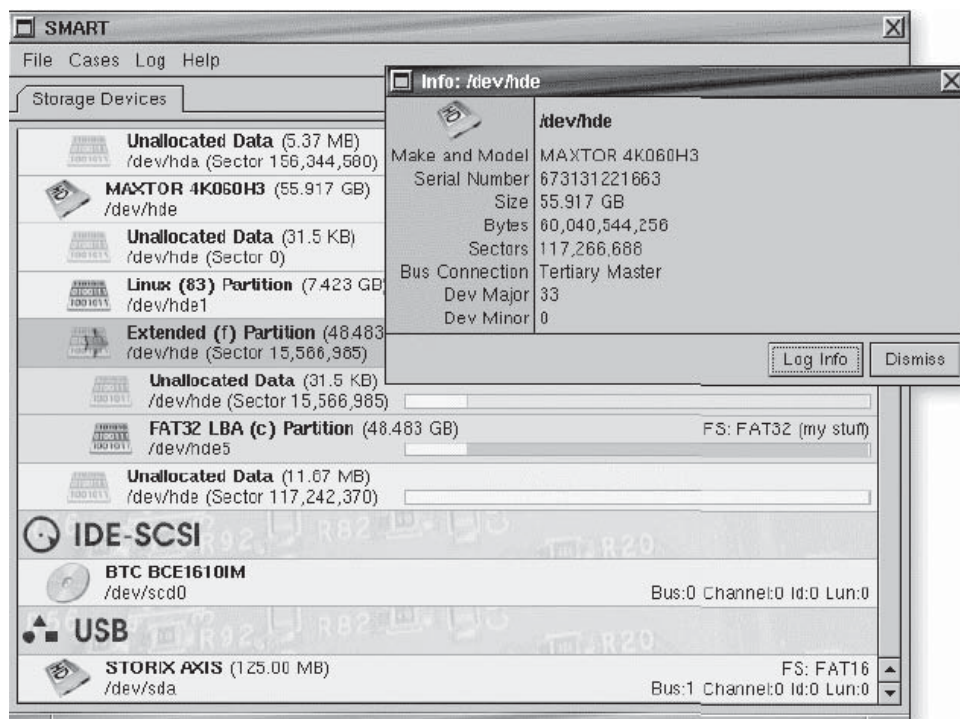 SMART
File Cases Log Help
Storage Devices
Unallocated Data (5.37 MB)
/dev/hda (Sector 156,344,580)
MAXTOR 4K060H3 (55.917 GB)
/dev/hde
Unallocated Data (31.5 KB)
/dev/hde (Sector 0)
Linux (83) Partition (7.423 GB
/dev/hde1
Extended (f) Partition (48.483
/dev/hde (Sector 15,566,985)
Unallocated Data (31.5 KB)
/dev/hde (Sector 15,566,985)
FAT32 LBA (c) Partition (48.483 GB) FS: FAT32 (my stuff)
/dev/hde5
Unallocated Data (11.87 MB)
/dev/hde (Sector 117,242,370)
IDE-SCSI
BTC BCE1610IM
/dev/scd0 Bus:0 Channel:0 Id:0 Lun:0
USB
STORIX AXIS (125.00 MB) FS: FAT16
/dev/sda Bus:1 Channel:0 Id:0 Lun:0
Info: /dev/hde
/dev/hde
Make and Model MAXTOR 4K060H3
Serial Number 673131221663
Size 55.917 GB
Bytes 60,040,544,256
Sectors 117,266,688
Bus Connection Tertiary Master
Dev Major 33
Dev Minor 0
Log Info Dismiss